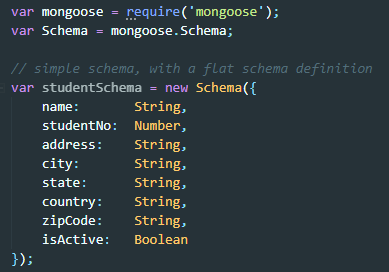 var mongoose = require('mongoose');
var Schema = mongoose.Schema;

// simple schema, with a flat schema definition
var studentSchema = new Schema({
    name:       String,
    studentNo:  Number,
    address:    String,
    city:       String,
    state:      String,
    country:    String,
    zipCode:    String,
    isActive:   Boolean
});